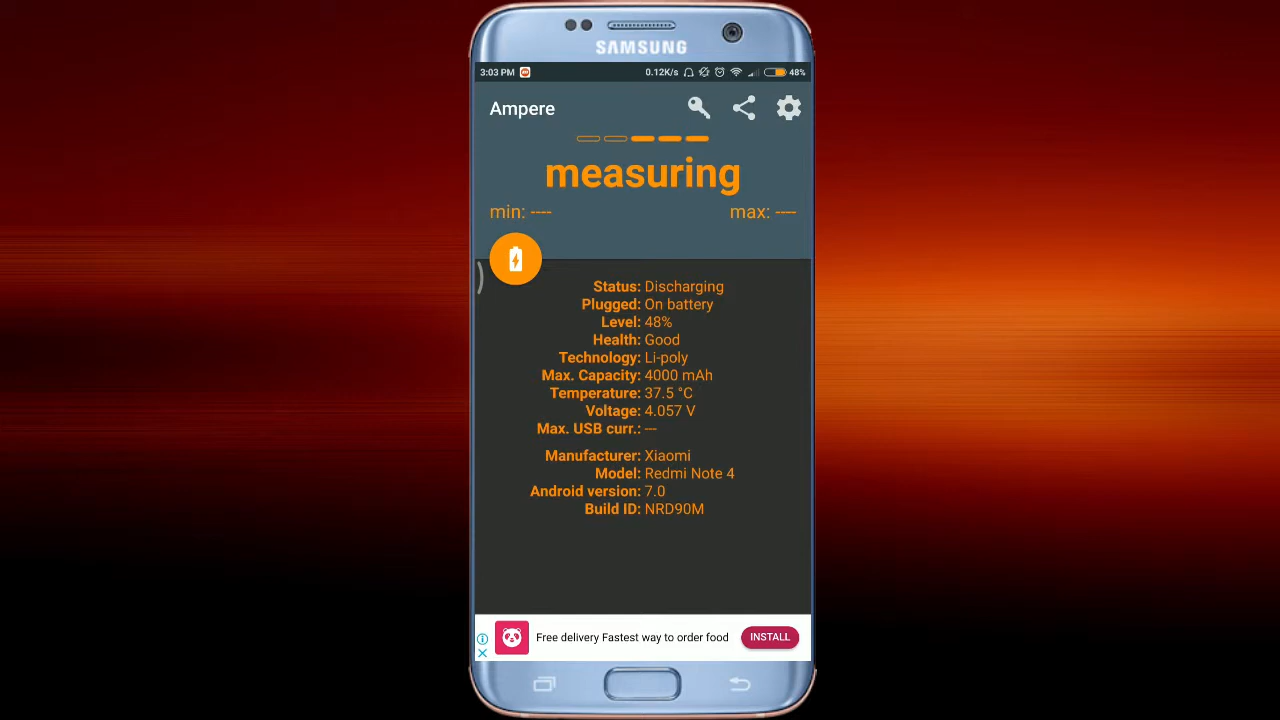 SAMSUNG
3:03 PM 0.12K/s 48%
Ampere
measuring
min: ---- max: ----
Status: Discharging
Plugged: On battery
Level: 48%
Health: Good
Technology: Li-poly
Max. Capacity: 4000 mAh
Temperature: 37.5 °C
Voltage: 4.057 V
Max. USB curr.: ---
Manufacturer: Xiaomi
Model: Redmi Note 4
Android version: 7.0
Build ID: NRD90M
Free delivery Fastest way to order food INSTALL